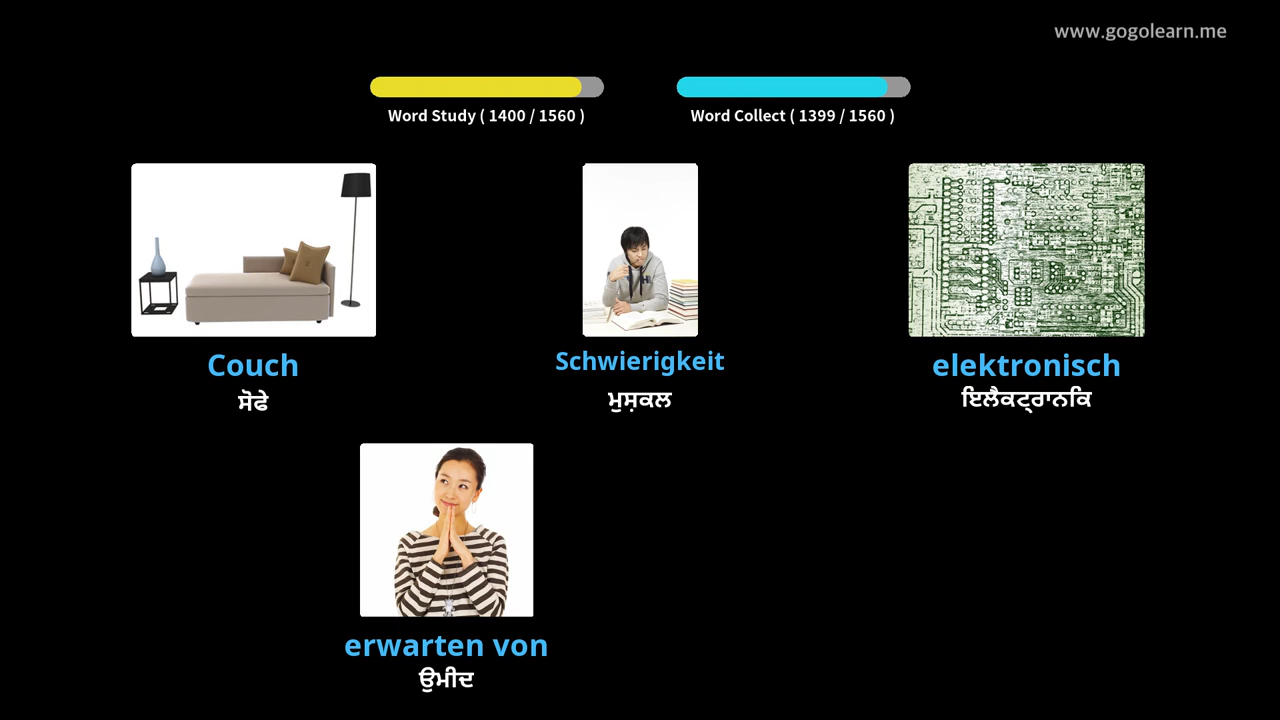 www.gogolearn.me
Word Study ( 1400 / 1560 )
Word Collect ( 1399 / 1560 )
Couch
ਸੋਫੇ
Schwierigkeit
ਮੁਸ਼ਕਲ
elektronisch
ਇਲੈਕਟ੍ਰਾਨਕਿ
erwarten von
ਉਮੀਦ